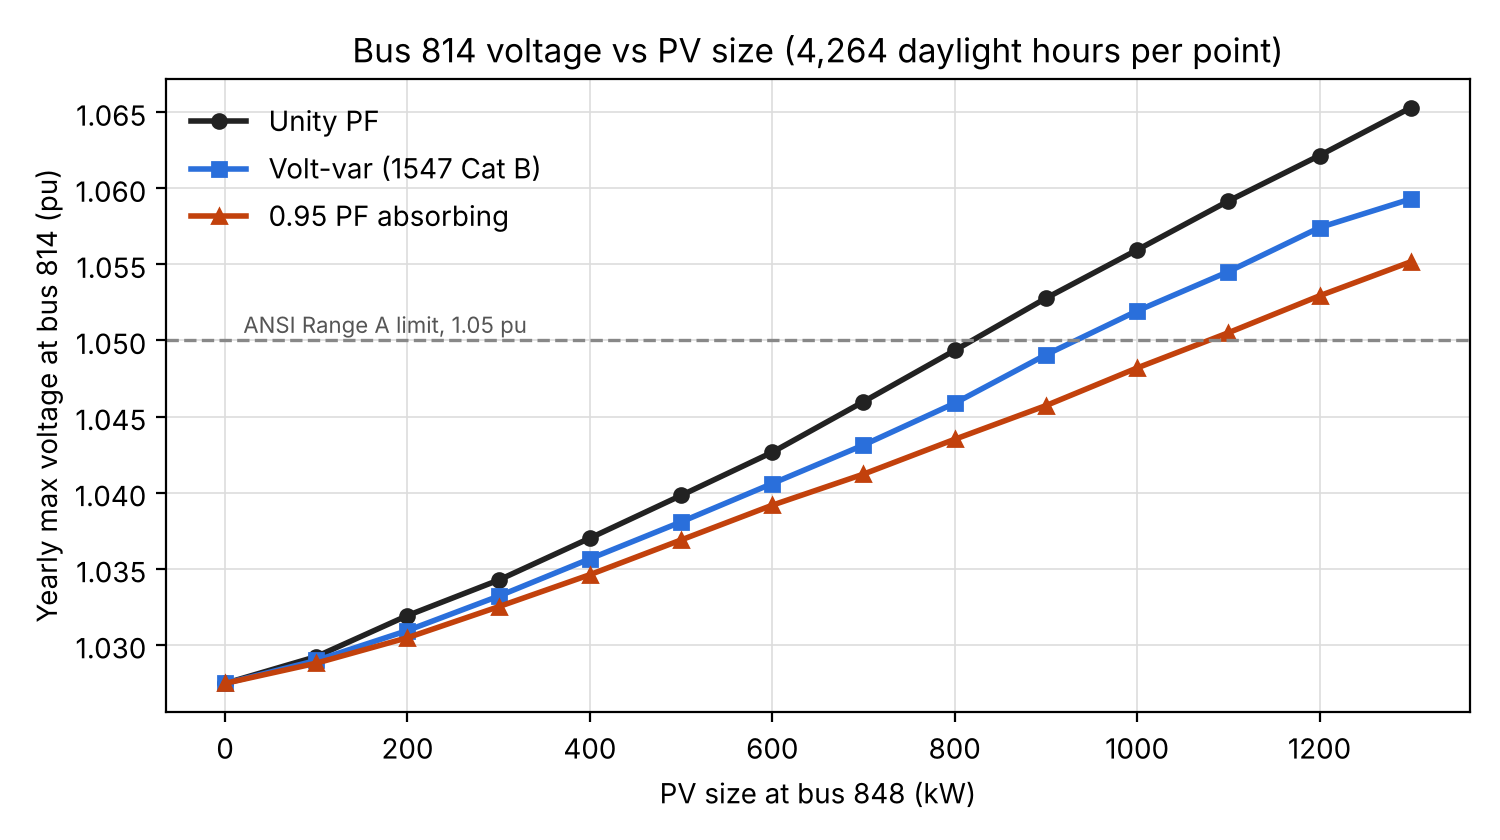 Bus 814 voltage vs PV size (4,264 daylight hours per point)
Yearly max voltage at bus 814 (pu)
1.065
1.060
1.055
1.050
1.045
1.040
1.035
1.030
Unity PF
Volt-var (1547 Cat B)
0.95 PF absorbing
ANSI Range A limit, 1.05 pu
0 200 400 600 800 1000 1200
PV size at bus 848 (kW)